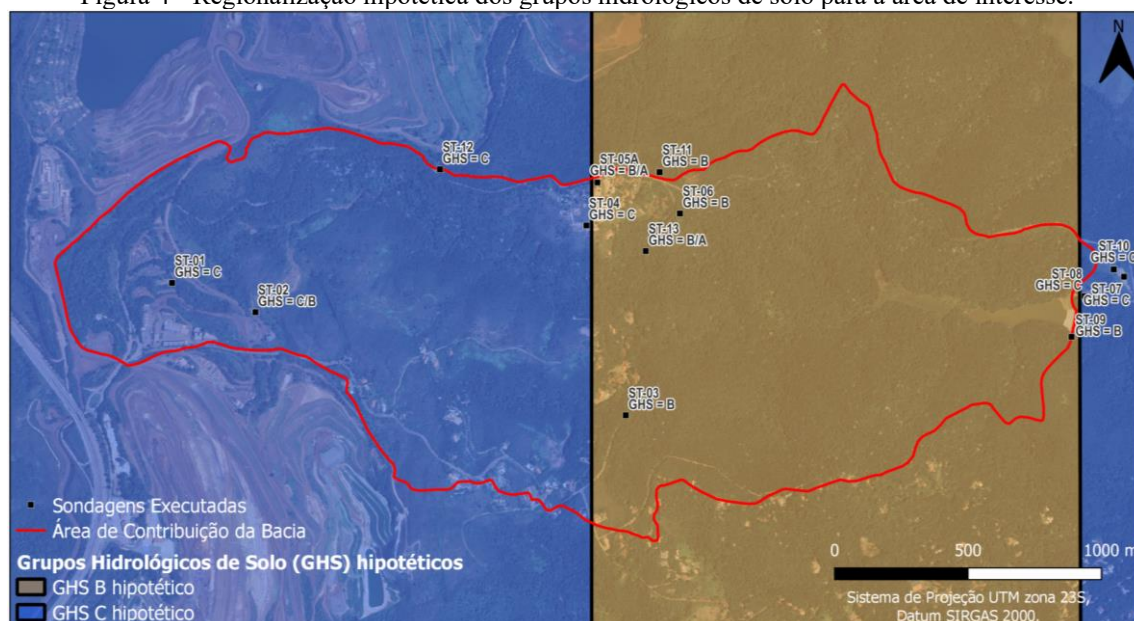 Figura 4 - Regionalização hipotética dos grupos hidrológicos de solo para a área de interesse.
N
ST-12
GHS = C
ST-05A
GHS = B/A
ST-11
GHS = B
ST-04
GHS = C
ST-06
GHS = B
ST-13
GHS = B/A
ST-01
GHS = C
ST-02
GHS = C/B
ST-10
GHS = C
ST-08
GHS = C
ST-07
GHS = C
ST-09
GHS = B
ST-03
GHS = B
Sondagens Executadas
Área de Contribuição da Bacia
Grupos Hidrológicos de Solo (GHS) hipotéticos
GHS B hipotético
GHS C hipotético
0 500 1000 m
Sistema de Projeção UTM zona 23S,
Datum SIRGAS 2000.